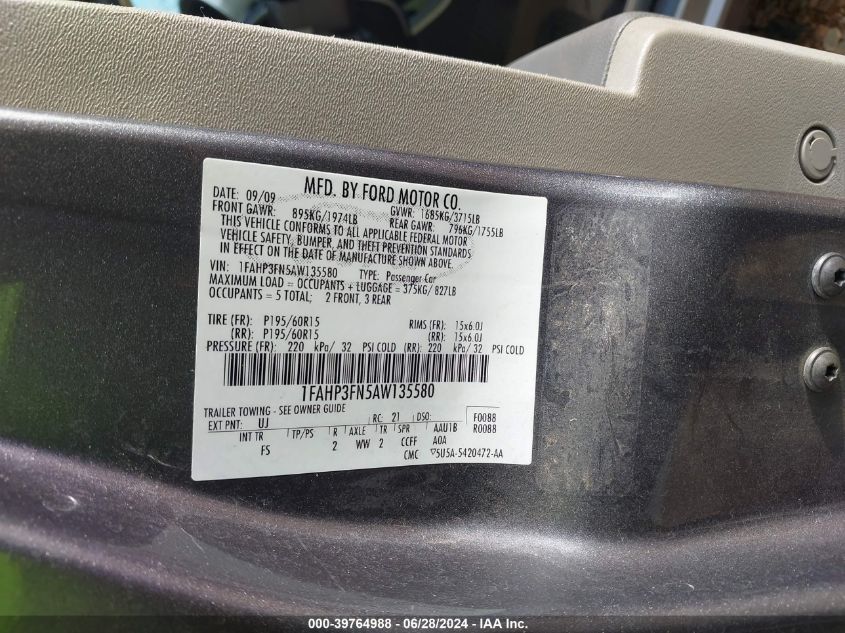 MFD. BY FORD MOTOR CO.
DATE: 09/09 GVWR: 1685KG/3715LB
FRONT GAWR: 895KG/1974LB REAR GAWR: 796KG/1755LB
THIS VEHICLE CONFORMS TO ALL APPLICABLE FEDERAL MOTOR
VEHICLE SAFETY, BUMPER, AND THEFT PREVENTION STANDARDS
IN EFFECT ON THE DATE OF MANUFACTURE SHOWN ABOVE.
VIN: 1FAHP3FN5AW135580 TYPE: Passenger Car
MAXIMUM LOAD = OCCUPANTS + LUGGAGE = 375KG/827LB
OCCUPANTS = 5 TOTAL; 2 FRONT, 3 REAR
TIRE (FR): P195/60R15 RIMS (FR): 15x6.0J
(RR): P195/60R15 (RR): 15x6.0J
PRESSURE (FR): 220 kPa/ 32 PSI COLD (RR): 220 kPa/ 32 PSI COLD
1FAHP3FN5AW135580
TRAILER TOWING - SEE OWNER GUIDE
EXT PNT: UJ RC: 21 DSO: F0088
R0088
INT TR TP/PS R AXLE TR SPR AAU1B
FS 2 WW 2 CCFF AOA
CMC ▽5U5A-5420472-AA
000-39764988 - 06/28/2024 - IAA Inc.